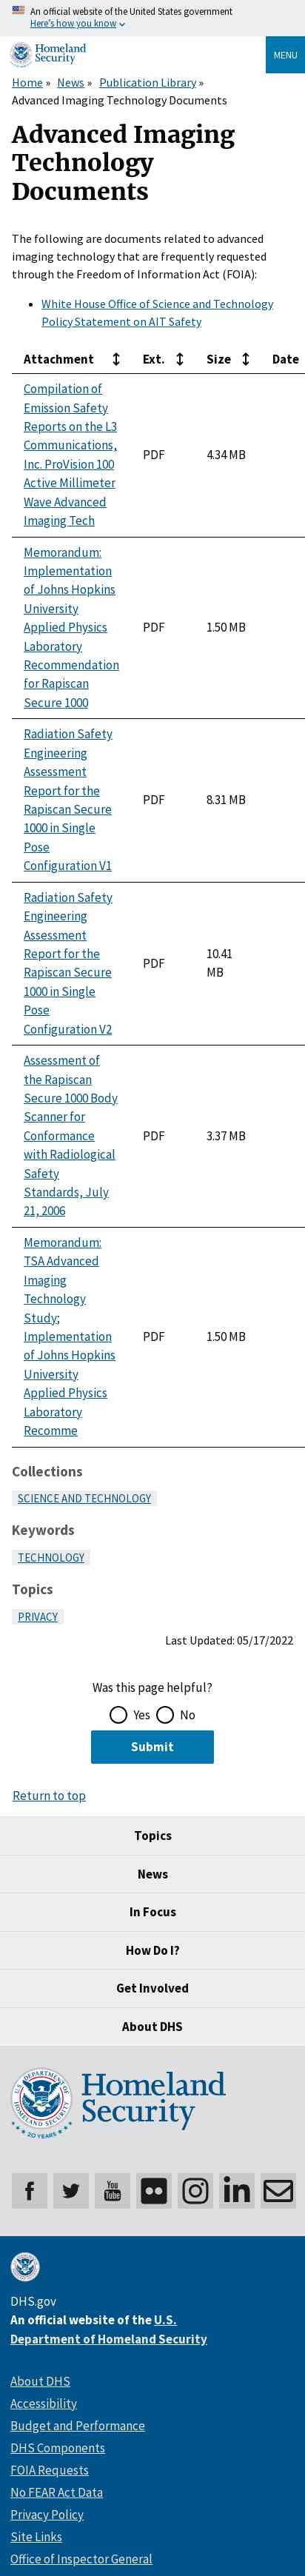 An official website of the United States government
Here's how you know
Homeland
Security
MENU
Home » News » Publication Library »
Advanced Imaging Technology Documents
Advanced Imaging
Technology
Documents
The following are documents related to advanced
imaging technology that are frequently requested
through the Freedom of Information Act (FOIA):
• White House Office of Science and Technology
Policy Statement on AIT Safety
Attachment Ext. Size Date
Compilation of
Emission Safety
Reports on the L3
Communications,
Inc. ProVision 100
Active Millimeter
Wave Advanced
Imaging Tech
PDF
4.34 MB
Memorandum:
Implementation
of Johns Hopkins
University
Applied Physics
Laboratory
Recommendation
for Rapiscan
Secure 1000
PDF
1.50 MB
Radiation Safety
Engineering
Assessment
Report for the
Rapiscan Secure
1000 in Single
Pose
Configuration V1
PDF
8.31 MB
Radiation Safety
Engineering
Assessment
Report for the
Rapiscan Secure
1000 in Single
Pose
Configuration V2
PDF
10.41
MB
Assessment of
the Rapiscan
Secure 1000 Body
Scanner for
Conformance
with Radiological
Safety
Standards, July
21, 2006
PDF
3.37 MB
Memorandum:
TSA Advanced
Imaging
Technology
Study;
Implementation
of Johns Hopkins
University
Applied Physics
Laboratory
Recomme
PDF
1.50 MB
Collections
SCIENCE AND TECHNOLOGY
Keywords
TECHNOLOGY
Topics
PRIVACY
Last Updated: 05/17/2022
Was this page helpful?
Yes No
Submit
Return to top
Topics
News
In Focus
How Do I?
Get Involved
About DHS
Homeland
Security
20 YEARS
You
Tube
DHS.gov
An official website of the U.S.
Department of Homeland Security
About DHS
Accessibility
Budget and Performance
DHS Components
FOIA Requests
No FEAR Act Data
Privacy Policy
Site Links
Office of Inspector General